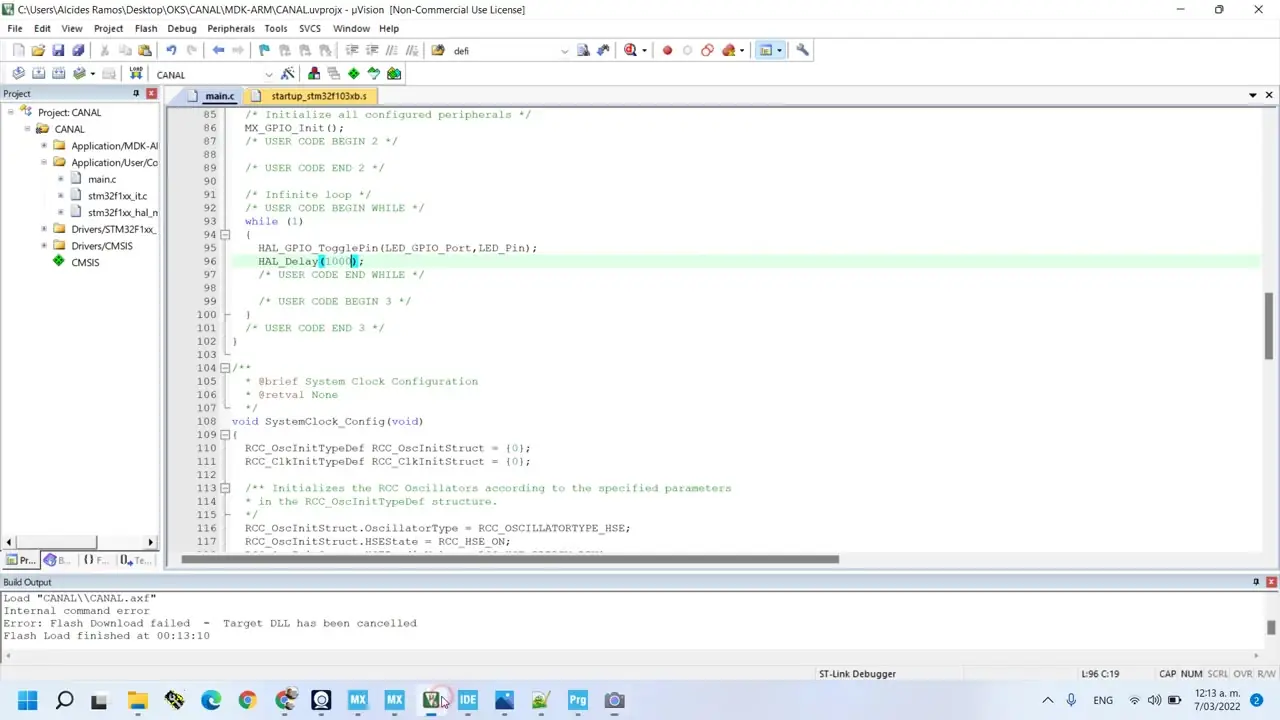 C:\Users\Alcides Ramos\Desktop\OKS\CANAL\MDK-ARM\CANAL.uvprojx - µVision [Non-Commercial Use License]
File Edit View Project Flash Debug Peripherals Tools SVCS Window Help
defi
LOAD CANAL
Project
main.c startup_stm32f103xb.s
Project: CANAL
CANAL
Application/MDK-AI
Application/User/Co
main.c
stm32f1xx_it.c
stm32f1xx_hal_m
Drivers/STM32F1xx_
Drivers/CMSIS
CMSIS
Pr... B... {} F... Te...
85 /* Initialize all configured peripherals */
86 MX_GPIO_Init();
87 /* USER CODE BEGIN 2 */
88
89 /* USER CODE END 2 */
90
91 /* Infinite loop */
92 /* USER CODE BEGIN WHILE */
93 while (1)
94 {
95 HAL_GPIO_TogglePin(LED_GPIO_Port,LED_Pin);
96 HAL_Delay(1000);
97 /* USER CODE END WHILE */
98
99 /* USER CODE BEGIN 3 */
100 }
101 /* USER CODE END 3 */
102 }
103
104 /**
105 * @brief System Clock Configuration
106 * @retval None
107 */
108 void SystemClock_Config(void)
109 {
110 RCC_OscInitTypeDef RCC_OscInitStruct = {0};
111 RCC_ClkInitTypeDef RCC_ClkInitStruct = {0};
112
113 /** Initializes the RCC Oscillators according to the specified parameters
114 * in the RCC_OscInitTypeDef structure.
115 */
116 RCC_OscInitStruct.OscillatorType = RCC_OSCILLATORTYPE_HSE;
117 RCC_OscInitStruct.HSEState = RCC_HSE_ON;
Build Output
Load "CANAL\\CANAL.axf"
Internal command error
Error: Flash Download failed - Target DLL has been cancelled
Flash Load finished at 00:13:10
ST-Link Debugger L:96 C:19 CAP NUM SCRL OVR R/W
MX MX IDE Prg ENG 12:13 a. m.
7/03/2022 2